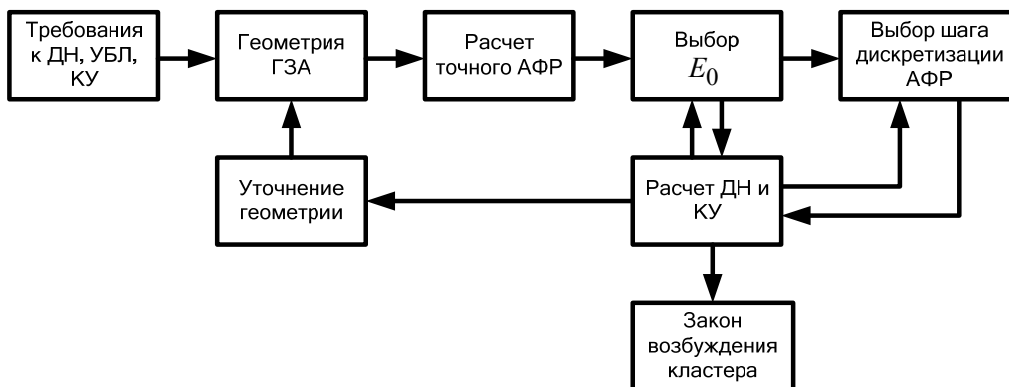 Требования
к ДН, УБЛ,
КУ
Геометрия
ГЗА
Расчет
точного АФР
Выбор
E0
Выбор шага
дискретизации
АФР
Уточнение
геометрии
Расчет ДН и
КУ
Закон
возбуждения
кластера